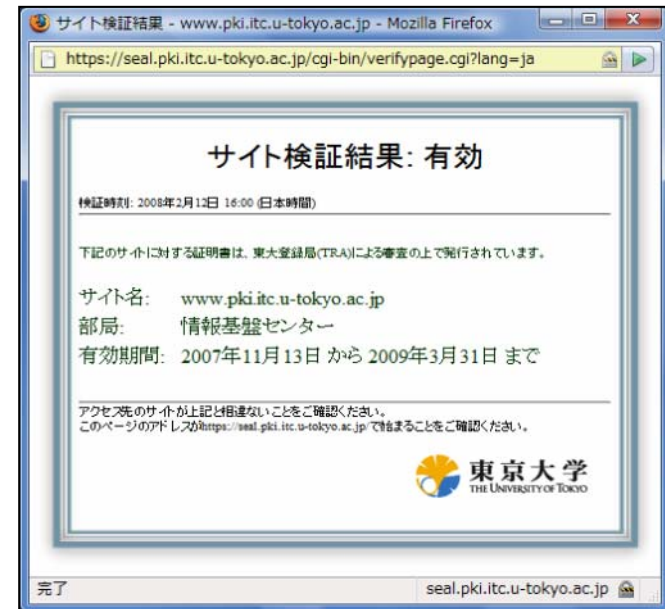 サイト検証結果 - www.pki.itc.u-tokyo.ac.jp - Mozilla Firefox
https://seal.pki.itc.u-tokyo.ac.jp/cgi-bin/verifypage.cgi?lang=ja
サイト検証結果: 有効
検証時刻: 2008年2月12日 16:00 (日本時間)
下記のサイトに対する証明書は、東大登録局(TRA)による審査の上で発行されています。
サイト名: www.pki.itc.u-tokyo.ac.jp
部局: 情報基盤センター
有効期間: 2007年11月13日 から 2009年3月31日 まで
アクセス先のサイトが上記と相違ないことをご確認ください。
このページのアドレスがhttps://seal.pki.itc.u-tokyo.ac.jp/で始まることをご確認ください。
東京大学
THE UNIVERSITY OF TOKYO
完了
seal.pki.itc.u-tokyo.ac.jp